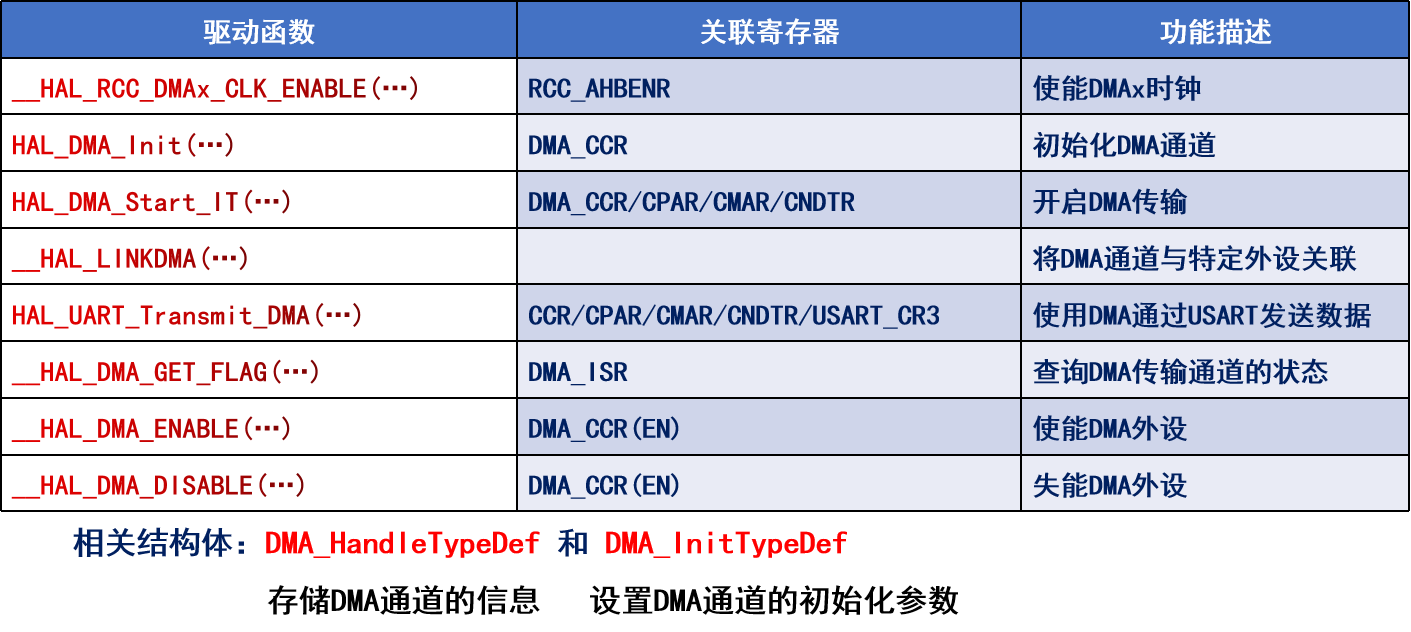 驱动函数 关联寄存器 功能描述
__HAL_RCC_DMAx_CLK_ENABLE(…) RCC_AHBENR 使能DMAx时钟
HAL_DMA_Init(…) DMA_CCR 初始化DMA通道
HAL_DMA_Start_IT(…) DMA_CCR/CPAR/CMAR/CNDTR 开启DMA传输
__HAL_LINKDMA(…) 将DMA通道与特定外设关联
HAL_UART_Transmit_DMA(…) CCR/CPAR/CMAR/CNDTR/USART_CR3 使用DMA通过USART发送数据
__HAL_DMA_GET_FLAG(…) DMA_ISR 查询DMA传输通道的状态
__HAL_DMA_ENABLE(…) DMA_CCR(EN) 使能DMA外设
__HAL_DMA_DISABLE(…) DMA_CCR(EN) 失能DMA外设
相关结构体：DMA_HandleTypeDef 和 DMA_InitTypeDef
存储DMA通道的信息 设置DMA通道的初始化参数